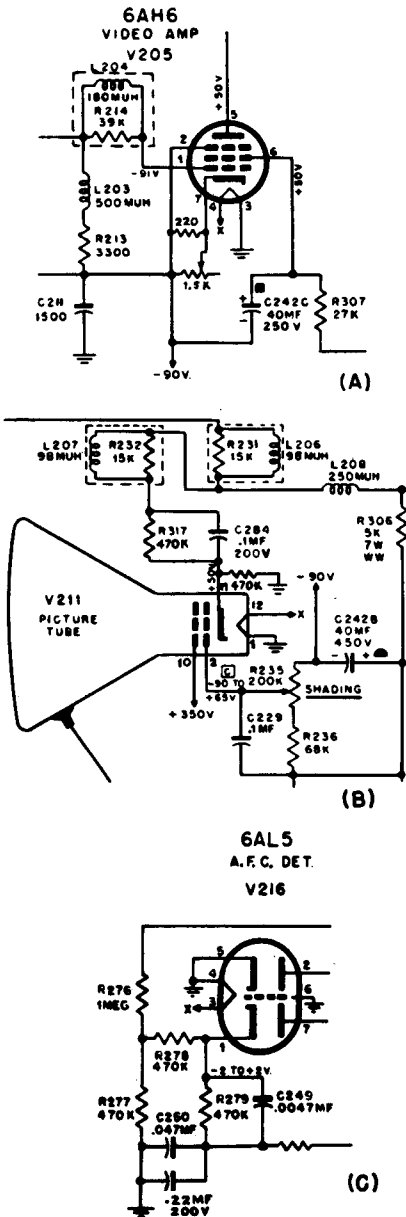 6AH6
VIDEO AMP
V205
L204
180MUH
R214
39K
+50V
5
2
1
6
-91V
+50V
7
4
3
X
L203
500MUH
220
R213
3300
1.5K
C211
1500
C242C
40MF
250V
R307
27K
-90V.
(A)
L207
98MUH
R232
15K
R231
15K
L206
98MUH
L208
250MUH
R317
470K
C284
.1MF
200V
R306
5K
7W
WW
+50V
11
470K
-90V
V211
PICTURE
TUBE
12
X
1
C242B
40MF
450V
10
2
C
-90 TO
+65V
R235
200K
SHADING
+350V
C229
.1MF
R236
68K
(B)
6AL5
A.F.C. DET.
V216
5
4
2
R276
1MEG
X
3
6
7
1
R278
470K
-2 TO +2V.
R277
470K
C250
.047MF
R279
470K
C249
.0047MF
.22MF
200V
(C)